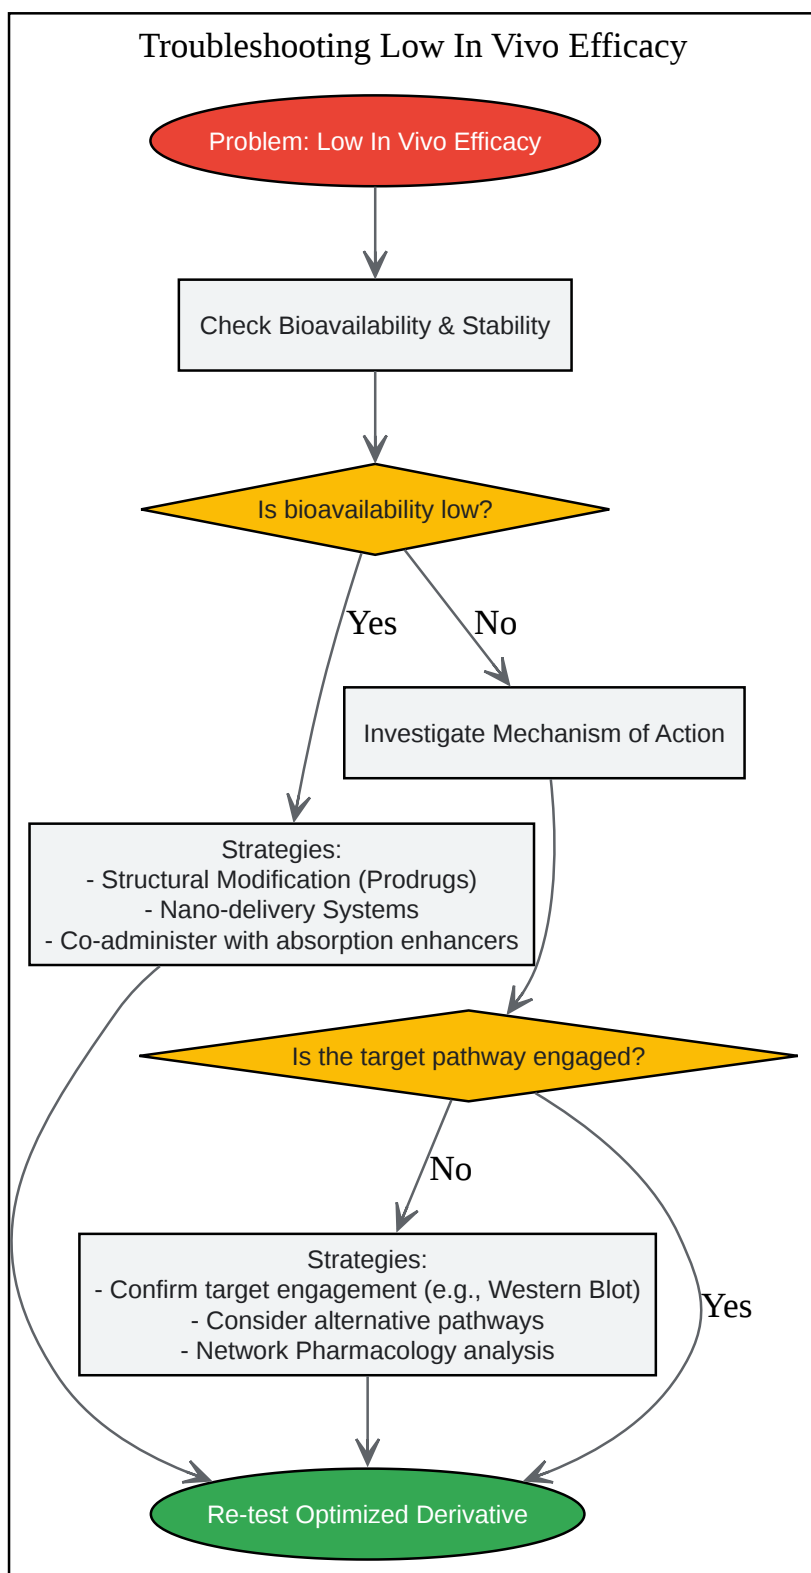 Troubleshooting Low In Vivo Efficacy
Problem: Low In Vivo Efficacy
Check Bioavailability & Stability
Is bioavailability low?
Yes
No
Investigate Mechanism of Action
Strategies:
- Structural Modification (Prodrugs)
- Nano-delivery Systems
- Co-administer with absorption enhancers
Is the target pathway engaged?
No
Strategies:
- Confirm target engagement (e.g., Western Blot)
- Consider alternative pathways
- Network Pharmacology analysis
Yes
Re-test Optimized Derivative